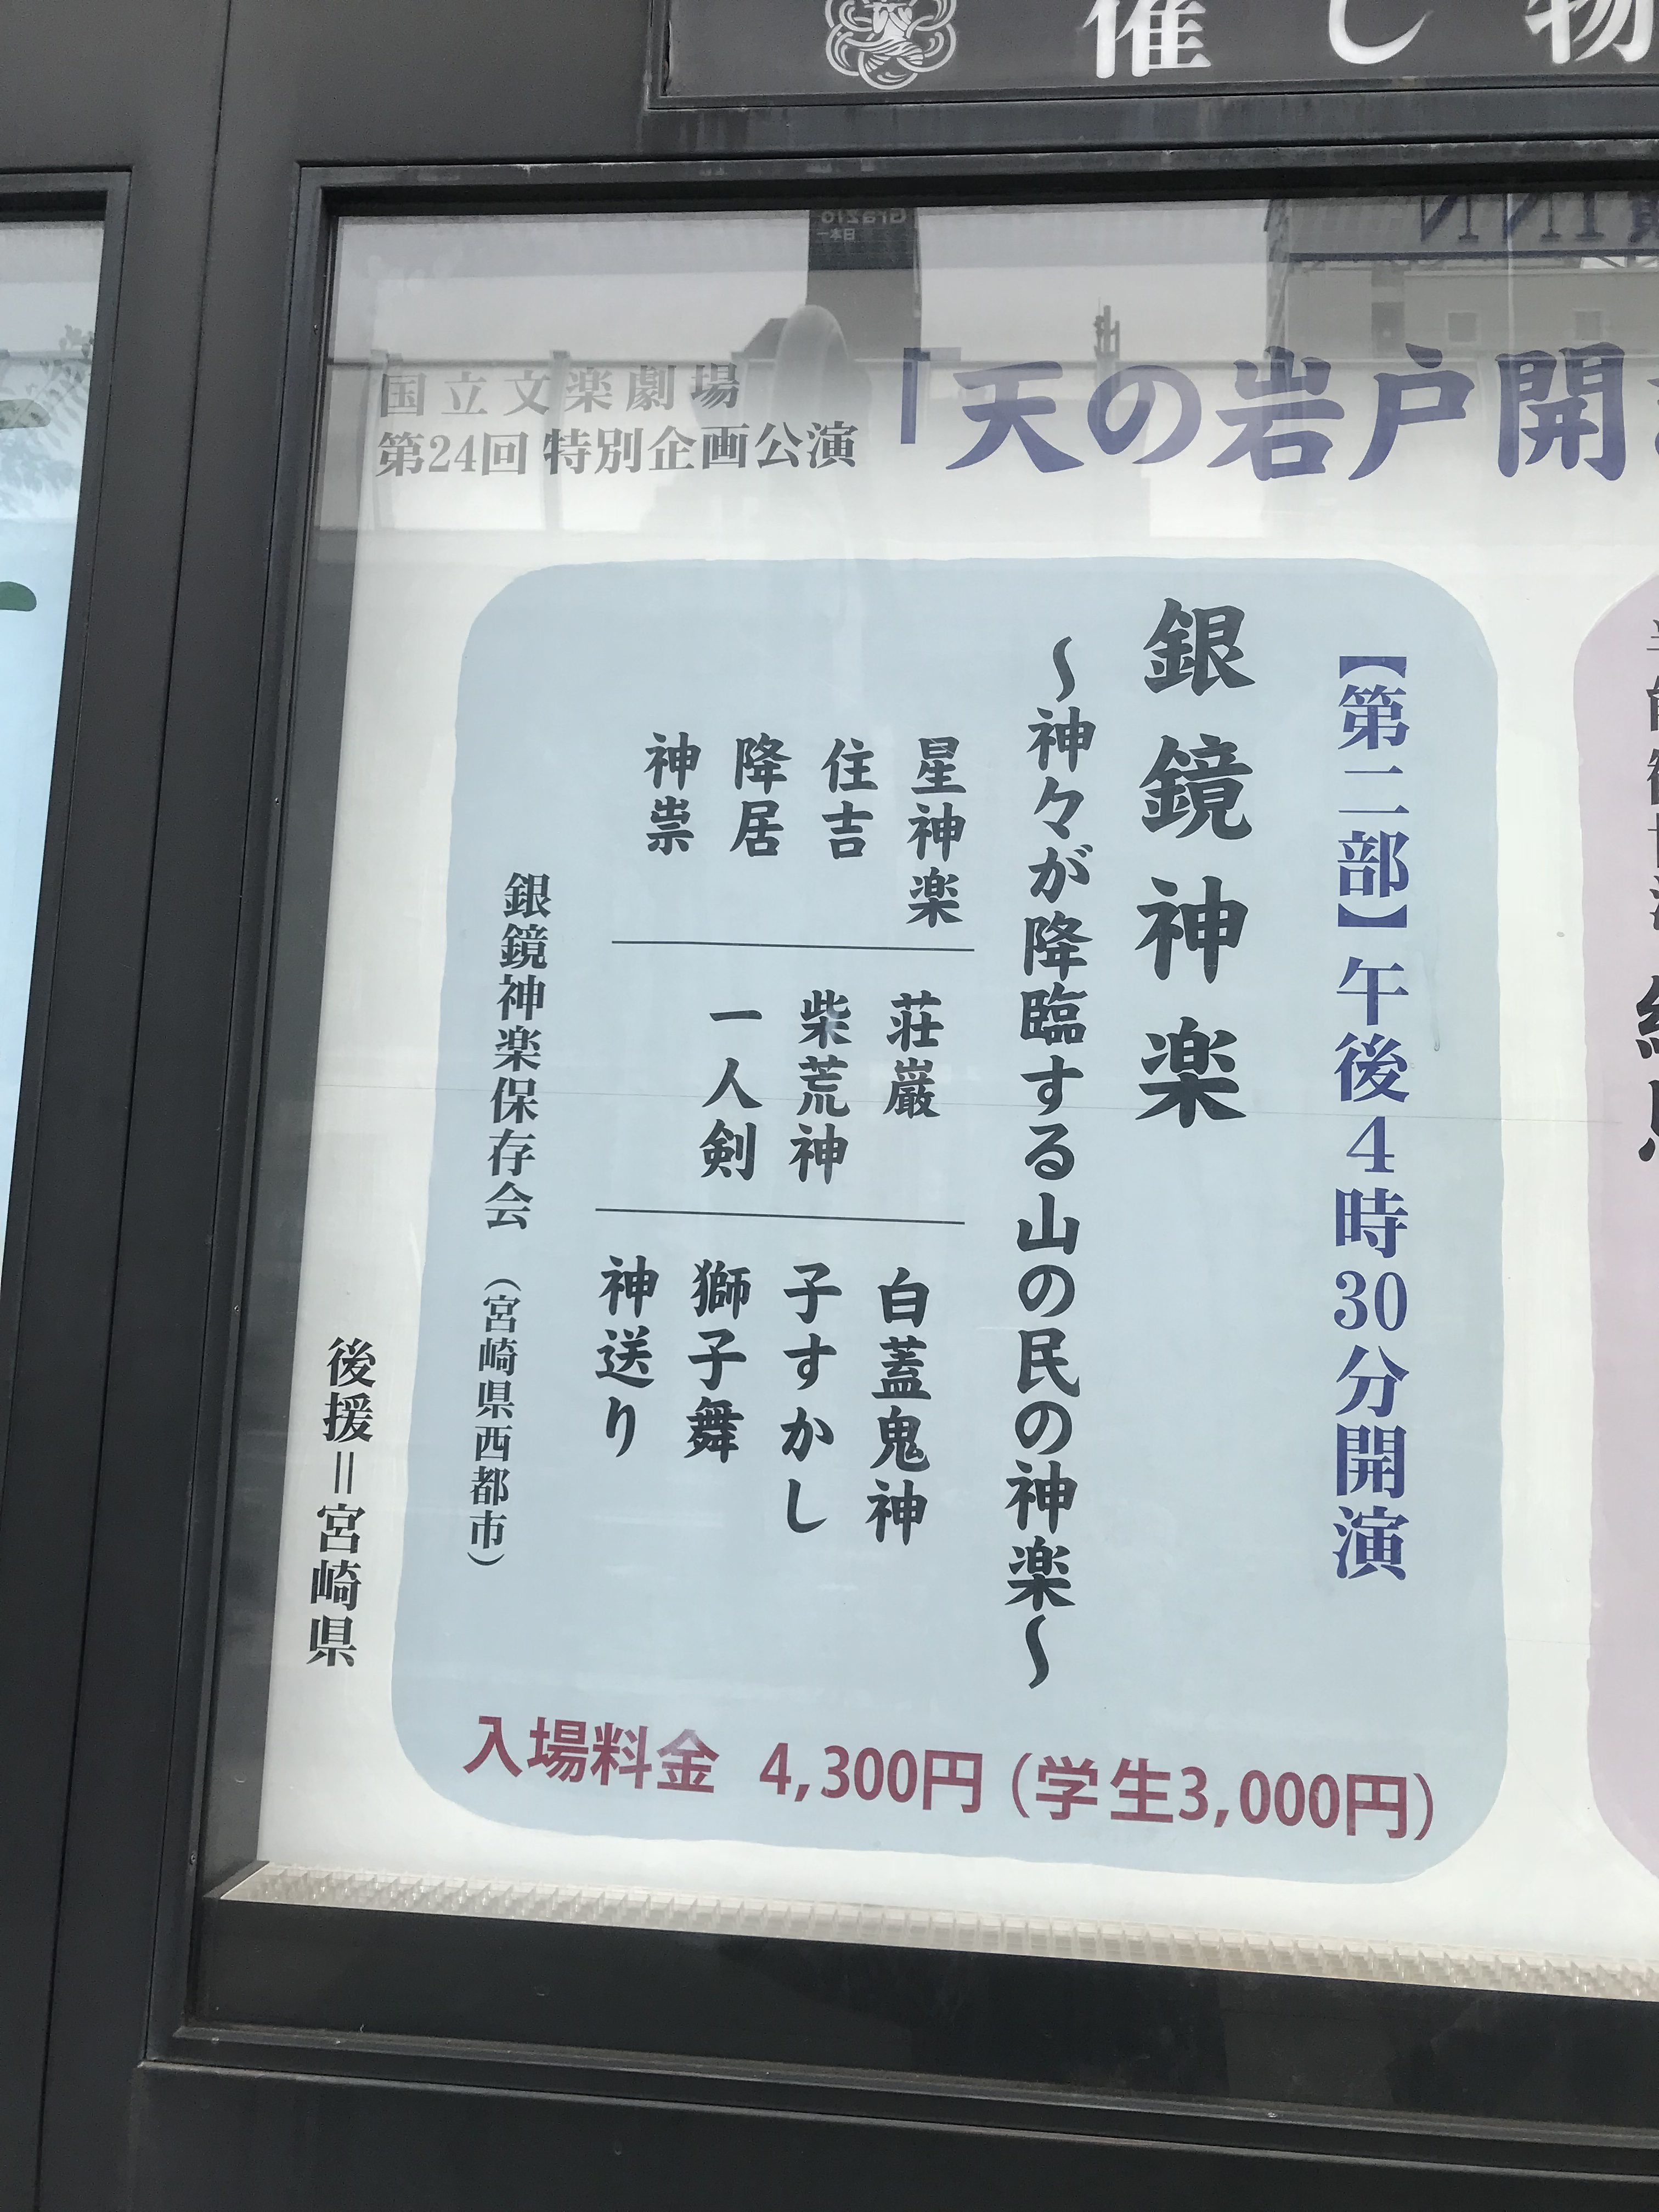 催し物
国立文楽劇場
第24回 特別企画公演
「天の岩戸開
【第二部】午後4時30分開演
銀鏡神楽
～神々が降臨する山の民の神楽～
星神楽
住吉
降居
神祟
荘厳
柴荒神
一人剣
白蓋鬼神
子すかし
獅子舞
神送り
銀鏡神楽保存会 (宮崎県西都市)
後援＝宮崎県
入場料金 4,300円(学生3,000円)